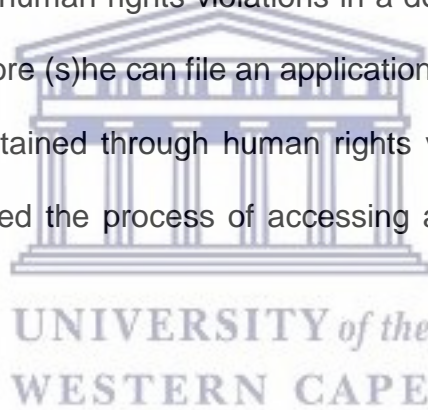 human rights violations in a de
ore (s)he can file an application
tained through human rights v
ed the process of accessing a
UNIVERSITY of the
WESTERN CAPE